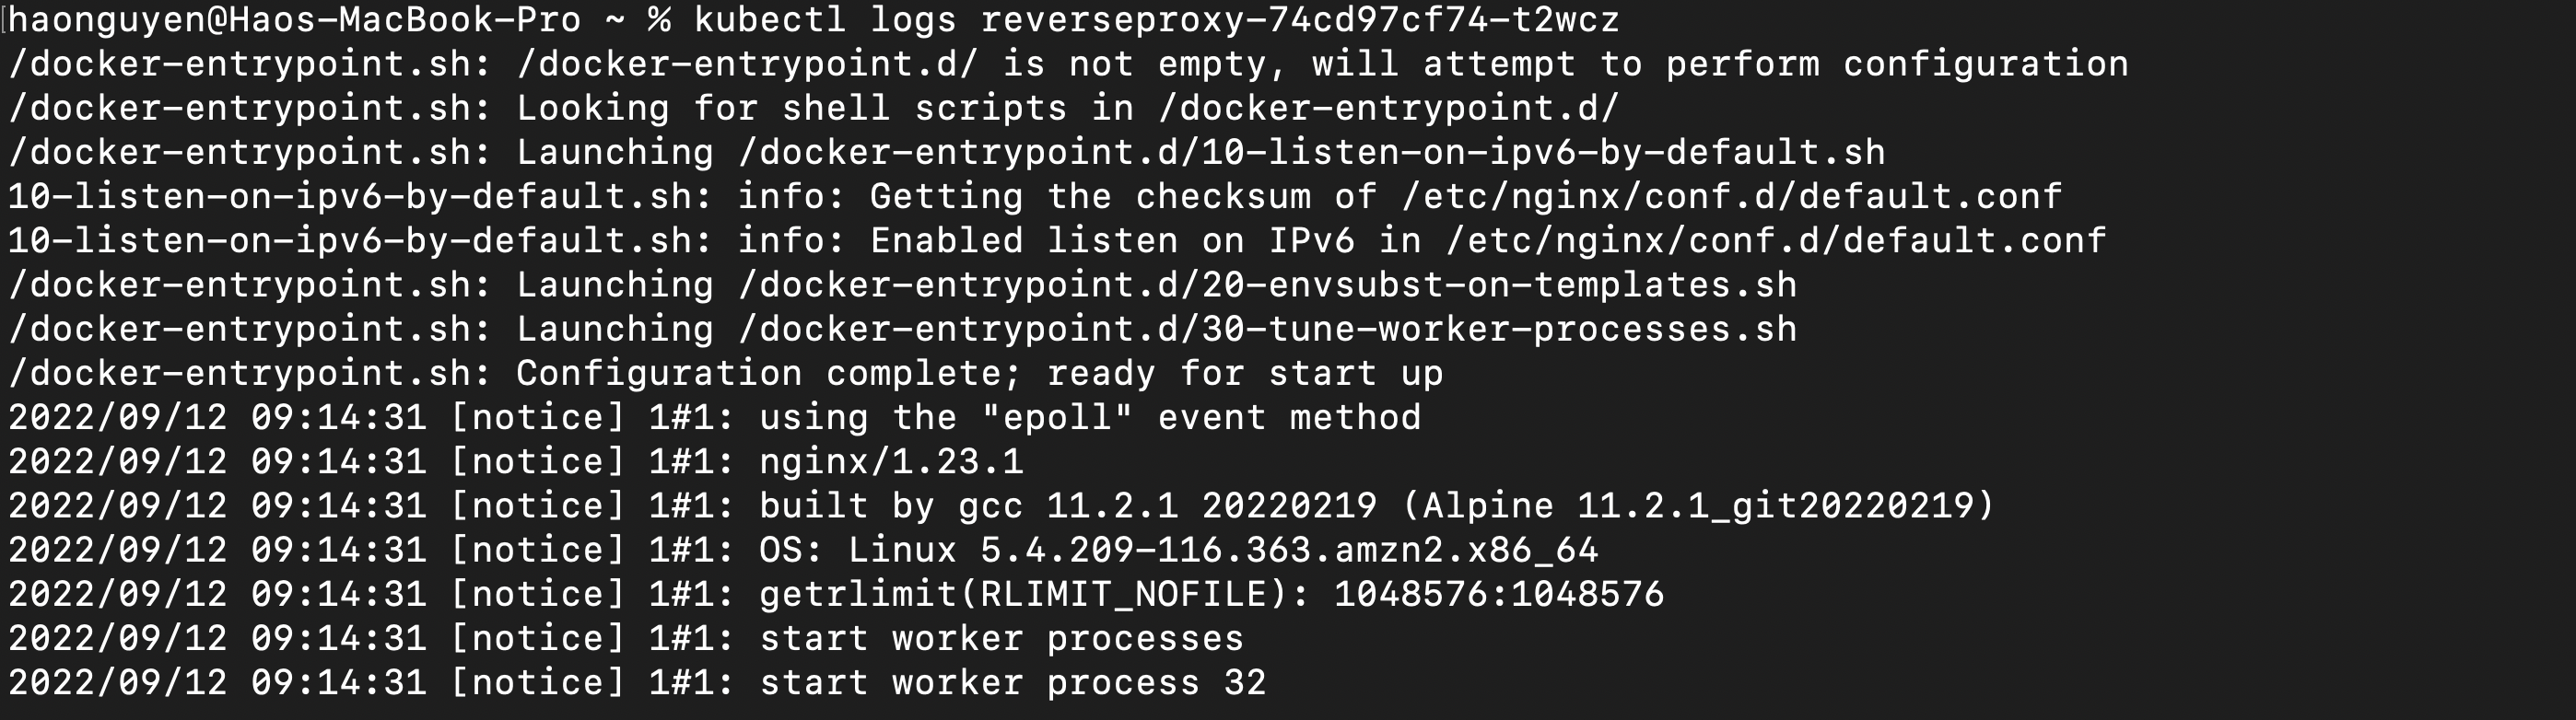 haonguyen@Haos-MacBook-Pro ~ % kubectl logs reverseproxy-74cd97cf74-t2wcz
/docker-entrypoint.sh: /docker-entrypoint.d/ is not empty, will attempt to perform configuration
/docker-entrypoint.sh: Looking for shell scripts in /docker-entrypoint.d/
/docker-entrypoint.sh: Launching /docker-entrypoint.d/10-listen-on-ipv6-by-default.sh
10-listen-on-ipv6-by-default.sh: info: Getting the checksum of /etc/nginx/conf.d/default.conf
10-listen-on-ipv6-by-default.sh: info: Enabled listen on IPv6 in /etc/nginx/conf.d/default.conf
/docker-entrypoint.sh: Launching /docker-entrypoint.d/20-envsubst-on-templates.sh
/docker-entrypoint.sh: Launching /docker-entrypoint.d/30-tune-worker-processes.sh
/docker-entrypoint.sh: Configuration complete; ready for start up
2022/09/12 09:14:31 [notice] 1#1: using the "epoll" event method
2022/09/12 09:14:31 [notice] 1#1: nginx/1.23.1
2022/09/12 09:14:31 [notice] 1#1: built by gcc 11.2.1 20220219 (Alpine 11.2.1_git20220219)
2022/09/12 09:14:31 [notice] 1#1: OS: Linux 5.4.209-116.363.amzn2.x86_64
2022/09/12 09:14:31 [notice] 1#1: getrlimit(RLIMIT_NOFILE): 1048576:1048576
2022/09/12 09:14:31 [notice] 1#1: start worker processes
2022/09/12 09:14:31 [notice] 1#1: start worker process 32